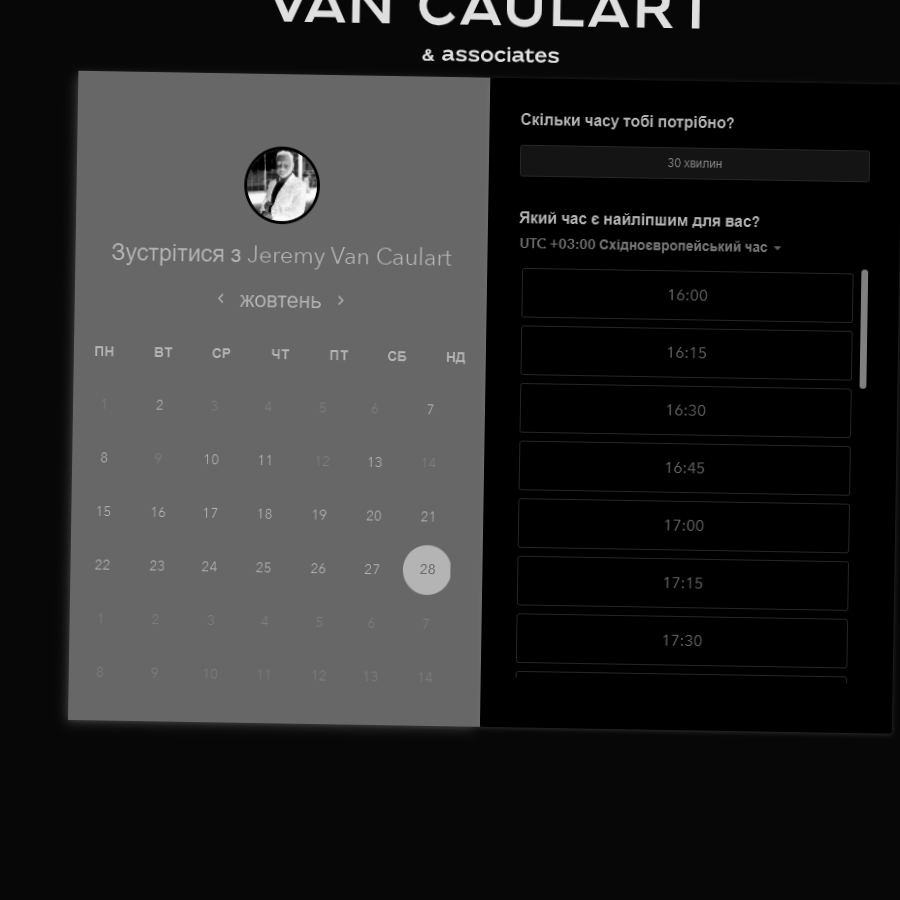 VAN CAULART
& associates
Зустрітися з Jeremy Van Caulart
‹ жовтень ›
ПН ВТ СР ЧТ ПТ СБ НД
1 2 3 4 5 6 7
8 9 10 11 12 13 14
15 16 17 18 19 20 21
22 23 24 25 26 27 28
1 2 3 4 5 6 7
8 9 10 11 12 13 14
Скільки часу тобі потрібно?
30 хвилин
Який час є найліпшим для вас?
UTC +03:00 Східноєвропейський час
16:00
16:15
16:30
16:45
17:00
17:15
17:30